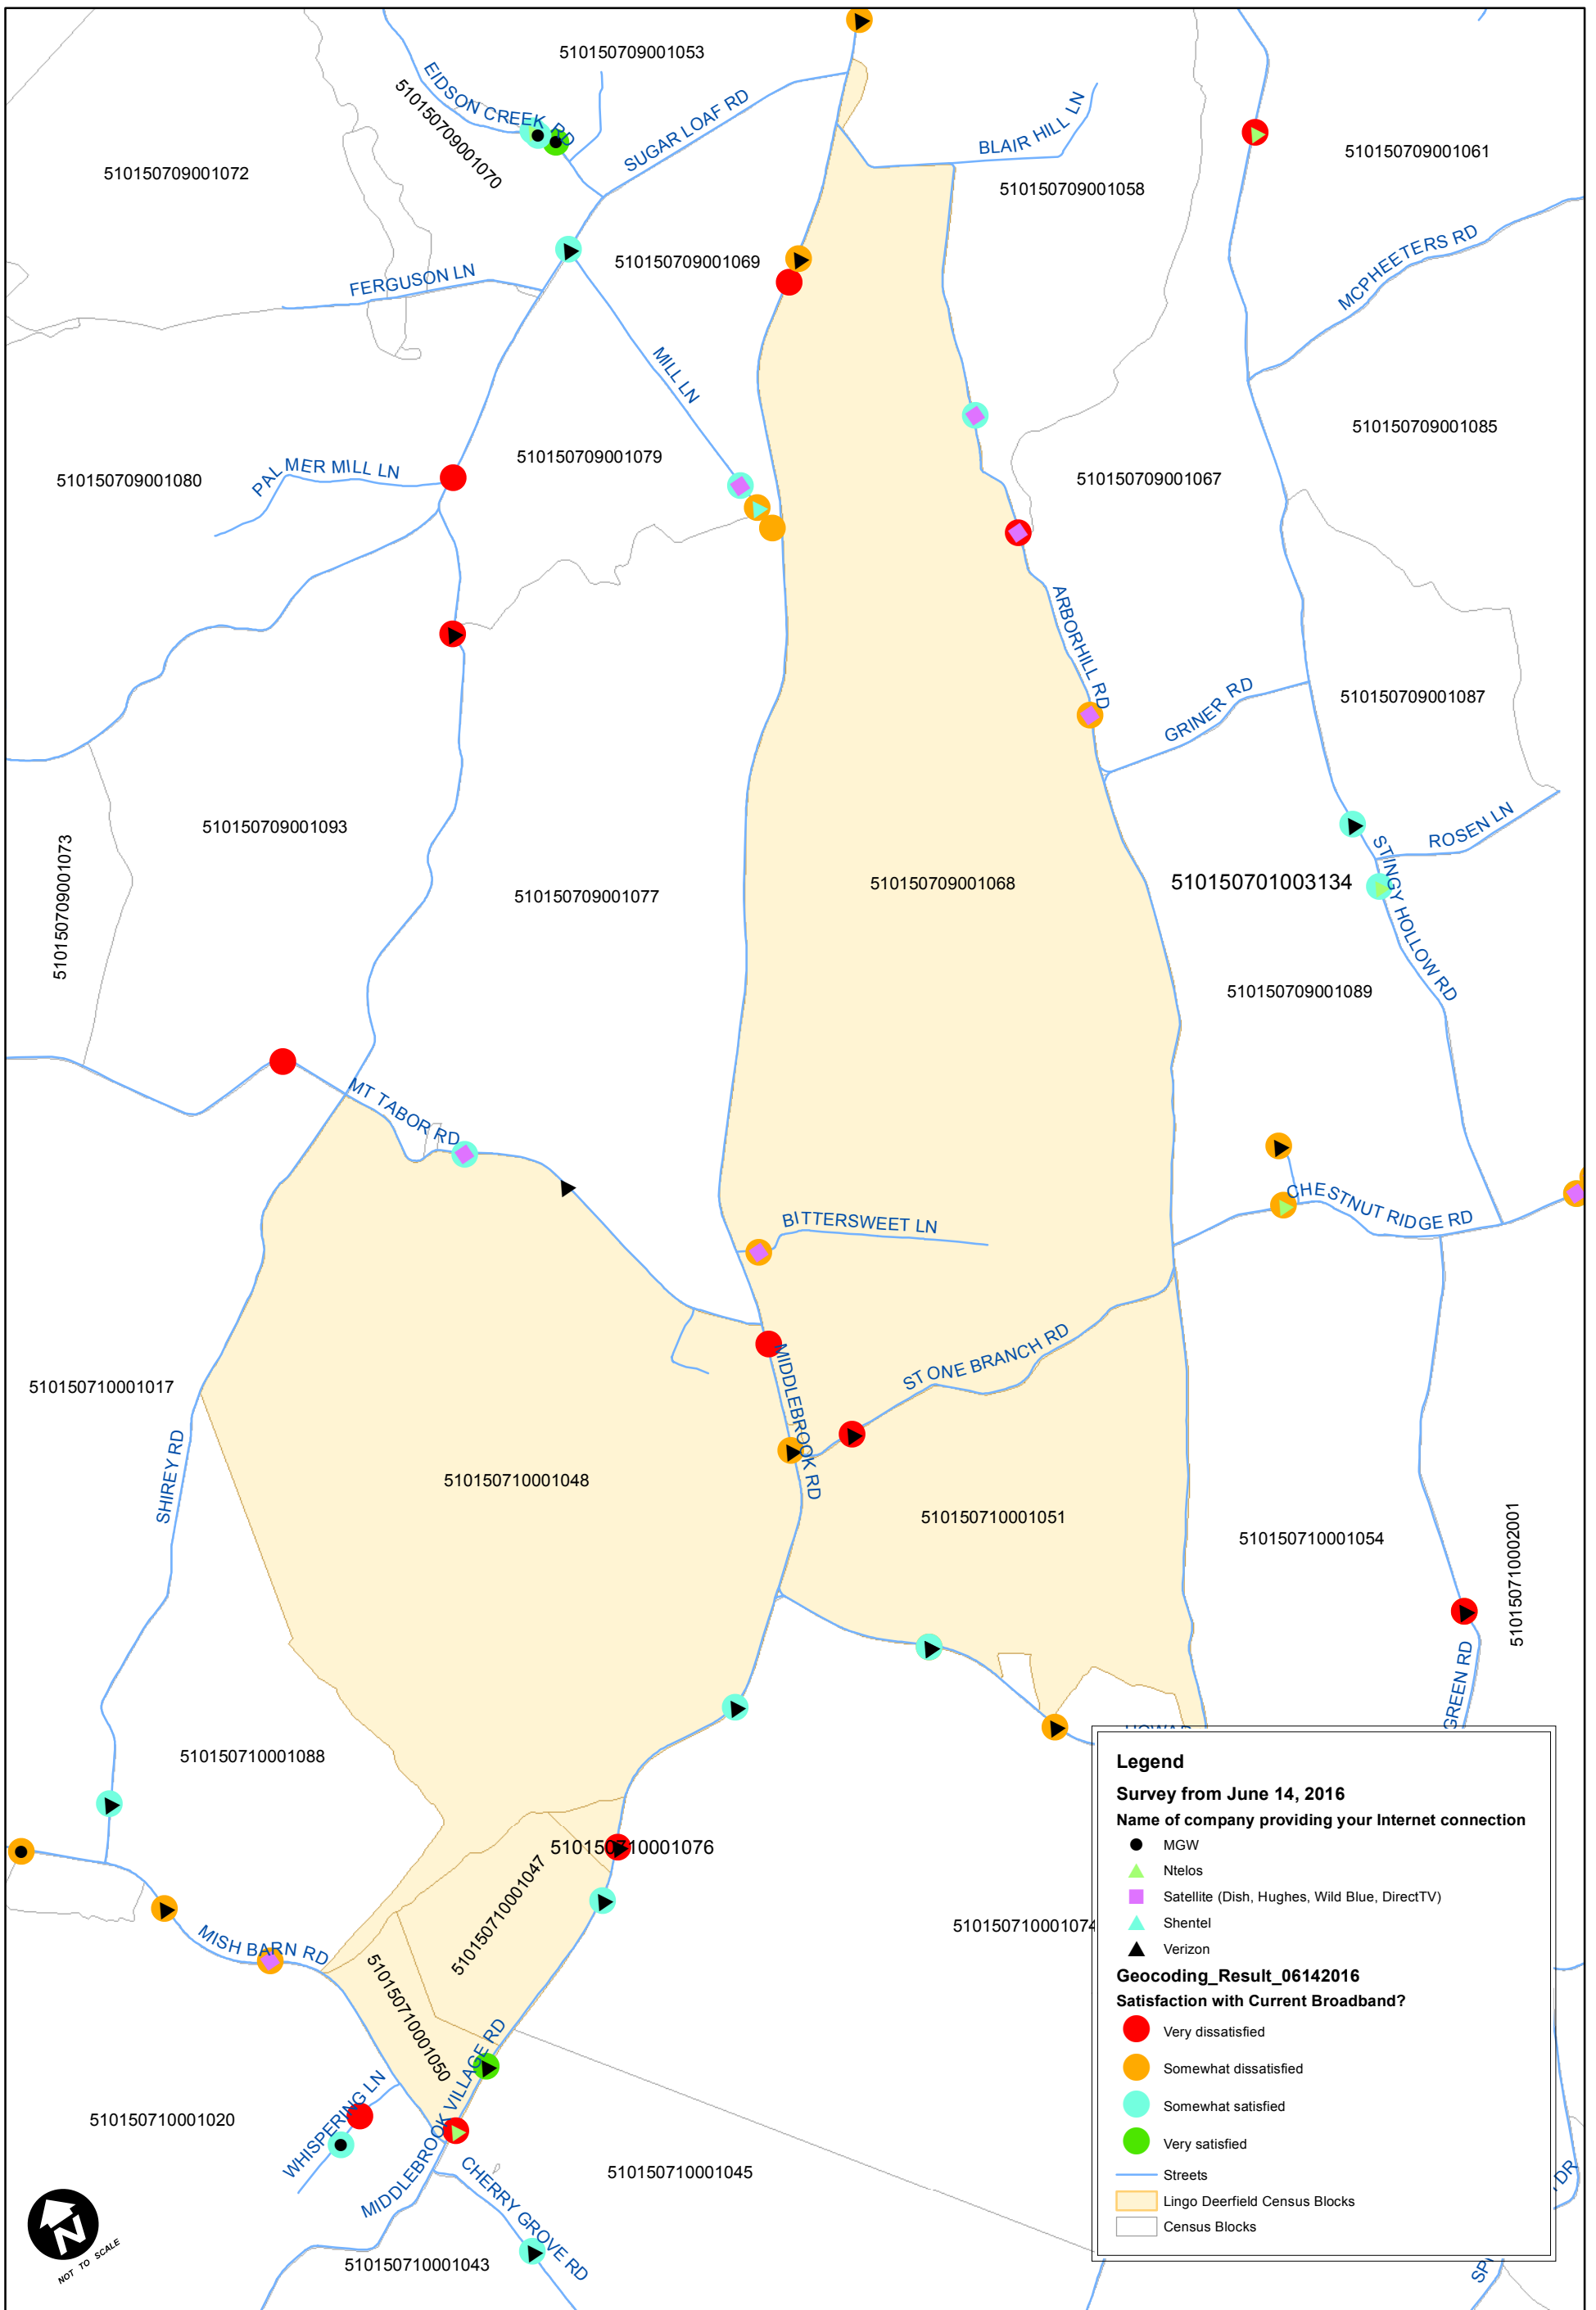 510150709001053
EIDSON CREEK RD
510150709001070
SUGAR LOAF RD
BLAIR HILL LN
510150709001061
510150709001072
510150709001058
MCPHEETERS RD
510150709001069
FERGUSON LN
MILL LN
510150709001085
510150709001079
PALMER MILL LN
510150709001080
510150709001067
ARBORHILL RD
GRINER RD
510150709001087
510150709001093
510150709001073
ROSEN LN
STINGY HOLLOW RD
510150709001077
510150709001068
510150701003134
510150709001089
MT TABOR RD
CHESTNUT RIDGE RD
BITTERSWEET LN
STONE BRANCH RD
MIDDLEBROOK RD
510150710001017
SHIREY RD
510150710001048
510150710001051
510150710001054
510150710002001
GREEN RD
510150710001088
510150710001076
510150710001047
510150710001074
MISH BARN RD
510150710001050
MIDDLEBROOK VILLAGE RD
WHISPERING LN
510150710001020
CHERRY GROVE RD
510150710001045
510150710001043
N
NOT TO SCALE
Legend
Survey from June 14, 2016
Name of company providing your Internet connection
MGW
Ntelos
Satellite (Dish, Hughes, Wild Blue, DirectTV)
Shentel
Verizon
Geocoding_Result_06142016
Satisfaction with Current Broadband?
Very dissatisfied
Somewhat dissatisfied
Somewhat satisfied
Very satisfied
Streets
Lingo Deerfield Census Blocks
Census Blocks
DR